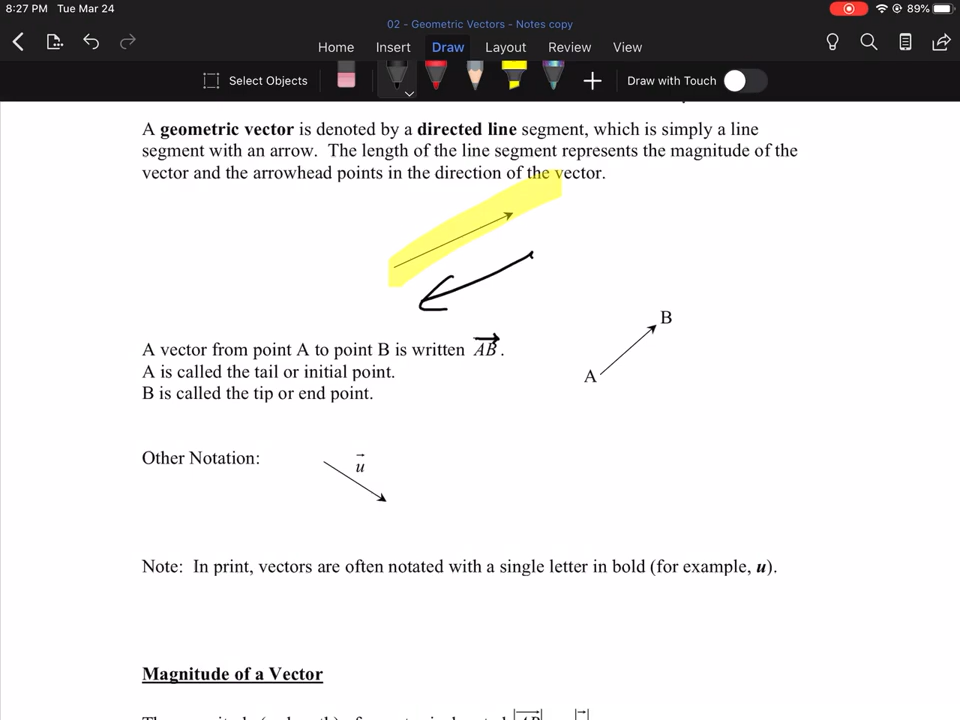 8:27 PM Tue Mar 24
89%
02 - Geometric Vectors - Notes copy
Home Insert Draw Layout Review View
Select Objects
Draw with Touch
A geometric vector is denoted by a directed line segment, which is simply a line
segment with an arrow. The length of the line segment represents the magnitude of the
vector and the arrowhead points in the direction of the vector.
A vector from point A to point B is written AB.
A is called the tail or initial point.
B is called the tip or end point.
B
A
Other Notation:
u
Note: In print, vectors are often notated with a single letter in bold (for example, u).
Magnitude of a Vector